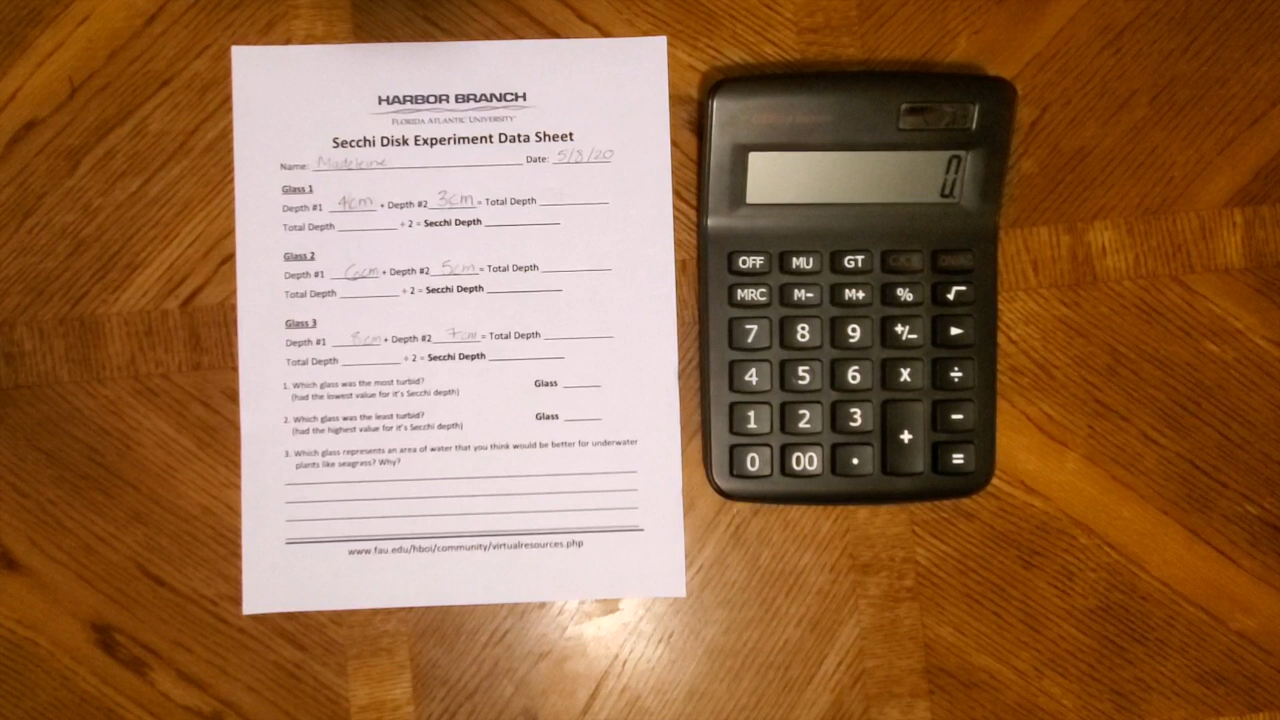 HARBOR BRANCH
FLORIDA ATLANTIC UNIVERSITY
Secchi Disk Experiment Data Sheet
Name: Madeleine Date: 5/8/20
Glass 1
Depth #1 4cm + Depth #2 3cm = Total Depth
Total Depth ÷ 2 = Secchi Depth
Glass 2
Depth #1 6cm + Depth #2 5cm = Total Depth
Total Depth ÷ 2 = Secchi Depth
Glass 3
Depth #1 8cm + Depth #2 7cm = Total Depth
Total Depth ÷ 2 = Secchi Depth
1. Which glass was the most turbid? Glass
(had the lowest value for it's Secchi depth)
2. Which glass was the least turbid? Glass
(had the highest value for it's Secchi depth)
3. Which glass represents an area of water that you think would be better for underwater
plants like seagrass? Why?
www.fau.edu/hboi/community/virtualresources.php
0.
OFF MU GT C/CE ON/AC
MRC M− M+ % √
7 8 9 +/− ►
4 5 6 X ÷
1 2 3 + −
0 00 . =